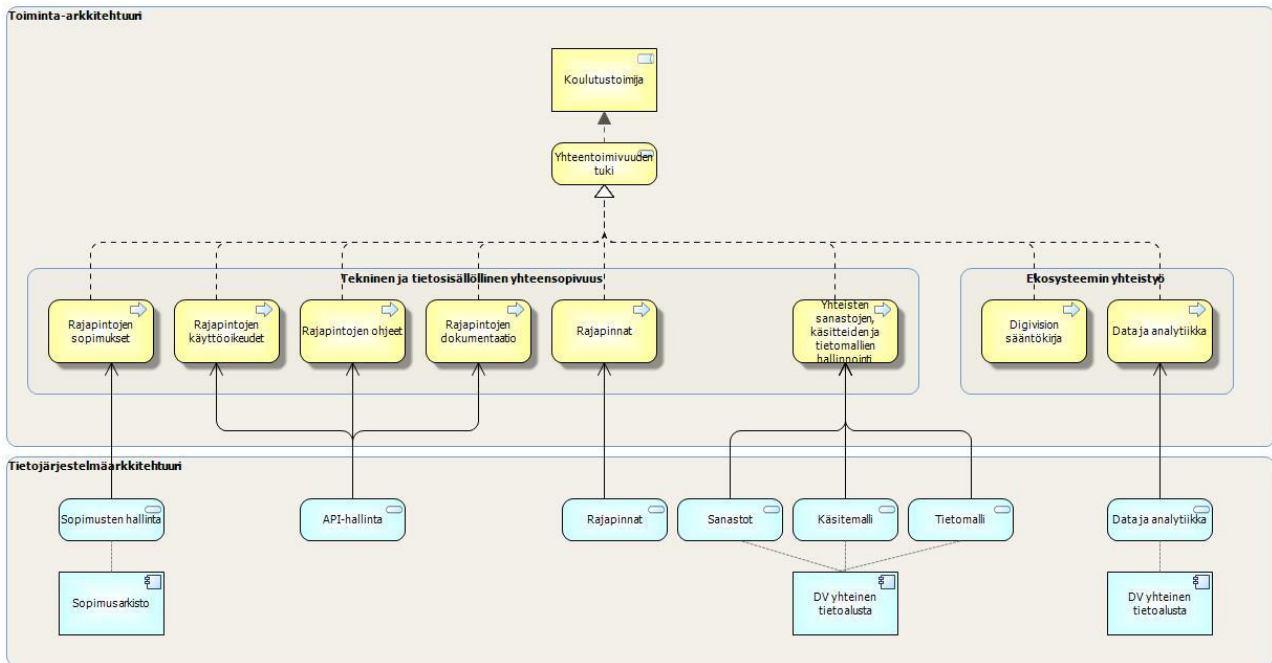 Toiminta-arkkitehtuuri
Koulutustoimija
Yhteentoimivuuden
tuki
Tekninen ja tietosisällöllinen yhteensopivuus
Ekosysteemin yhteistyö
Rajapintojen
sopimukset
Rajapintojen
käyttöoikeudet
Rajapintojen ohjeet
Rajapintojen
dokumentaatio
Rajapinnat
Yhteisten
sanastojen,
käsitteiden ja
tietomallien
hallinnointi
Digivision
sääntökirja
Data ja analytiikka
Tietojärjestelmäarkkitehtuuri
Sopimusten hallinta
API-hallinta
Rajapinnat
Sanastot
Käsitemalli
Tietomalli
Data ja analytiikka
Sopimusarkisto
DV yhteinen
tietoalusta
DV yhteinen
tietoalusta